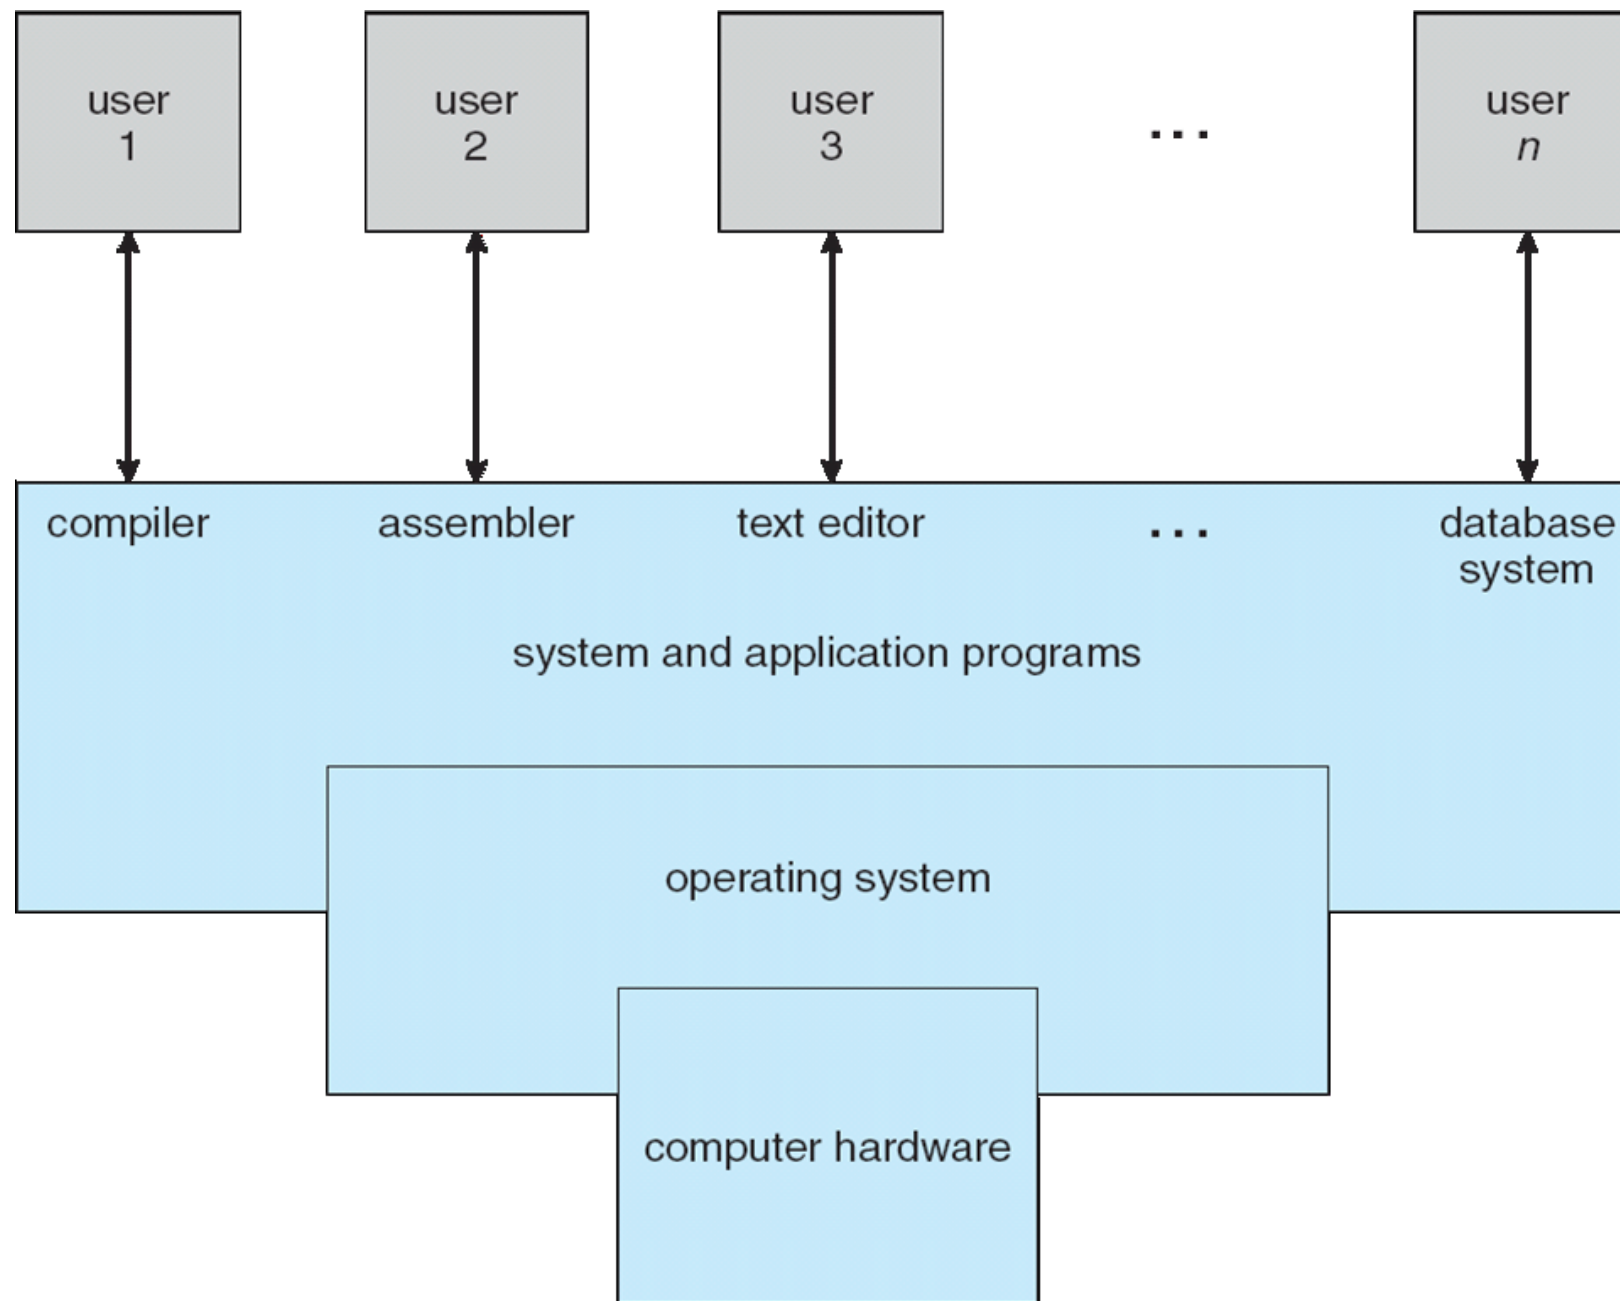 user
1
user
2
user
3
...
user
n
compiler
assembler
text editor
...
database
system
system and application programs
operating system
computer hardware